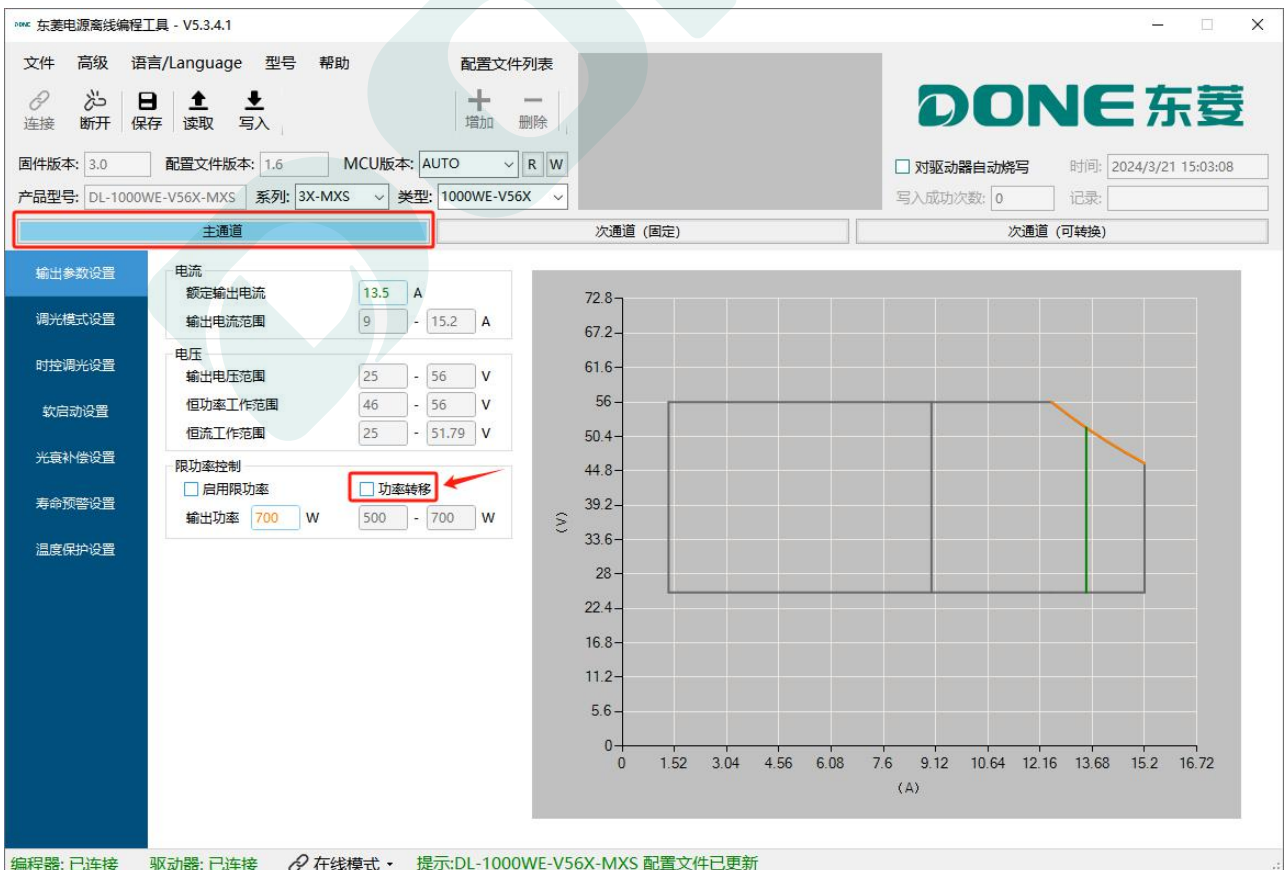 DONE 东菱电源离线编程工具 - V5.3.4.1
文件 高级 语言/Language 型号 帮助 配置文件列表
连接 断开 保存 读取 写入 增加 删除
DONE 东菱
固件版本: 3.0 配置文件版本: 1.6 MCU版本: AUTO R W
对驱动器自动烧写 时间: 2024/3/21 15:03:08
产品型号: DL-1000WE-V56X-MXS 系列: 3X-MXS 类型: 1000WE-V56X
写入成功次数: 0 记录:
主通道 次通道 (固定) 次通道 (可转换)
输出参数设置
调光模式设置
时控调光设置
软启动设置
光衰补偿设置
寿命预警设置
温度保护设置
电流
额定输出电流 13.5 A
输出电流范围 9 - 15.2 A
电压
输出电压范围 25 - 56 V
恒功率工作范围 46 - 56 V
恒流工作范围 25 - 51.79 V
限功率控制
启用限功率 功率转移
输出功率 700 W 500 - 700 W
72.8
67.2
61.6
56
50.4
44.8
39.2
33.6
28
22.4
16.8
11.2
5.6
0
(V)
0 1.52 3.04 4.56 6.08 7.6 9.12 10.64 12.16 13.68 15.2 16.72
(A)
编程器: 已连接 驱动器: 已连接 在线模式 提示:DL-1000WE-V56X-MXS 配置文件已更新